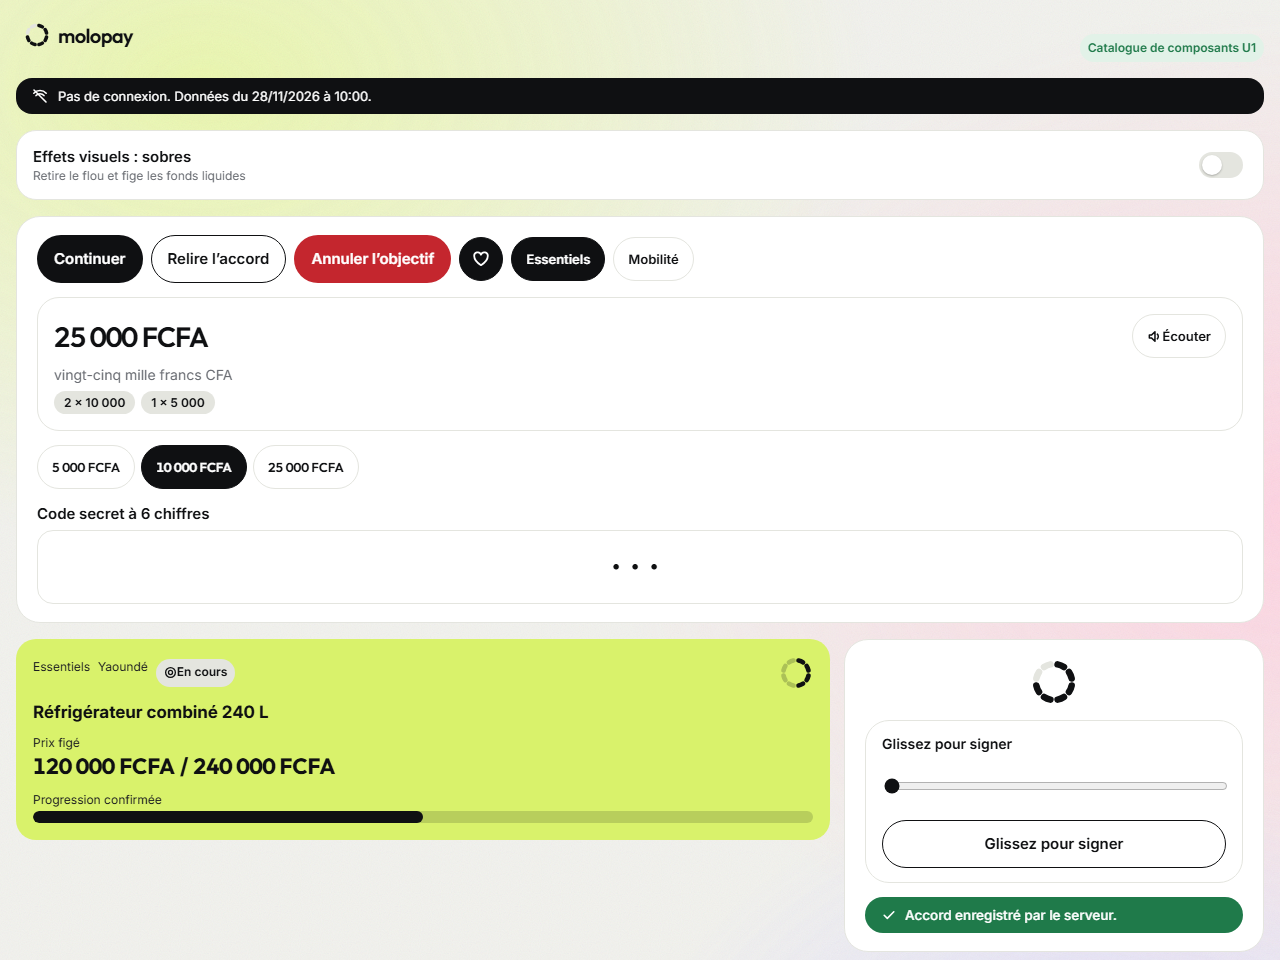 molopay
Catalogue de composants U1
Pas de connexion. Données du 28/11/2026 à 10:00.
Effets visuels : sobres
Retire le flou et fige les fonds liquides
Continuer
Relire l’accord
Annuler l’objectif
Essentiels
Mobilité
25 000 FCFA
Écouter
vingt-cinq mille francs CFA
2 × 10 000
1 × 5 000
5 000 FCFA
10 000 FCFA
25 000 FCFA
Code secret à 6 chiffres
• • •
Essentiels
Yaoundé
En cours
Réfrigérateur combiné 240 L
Prix figé
120 000 FCFA / 240 000 FCFA
Progression confirmée
Glissez pour signer
Glissez pour signer
Accord enregistré par le serveur.